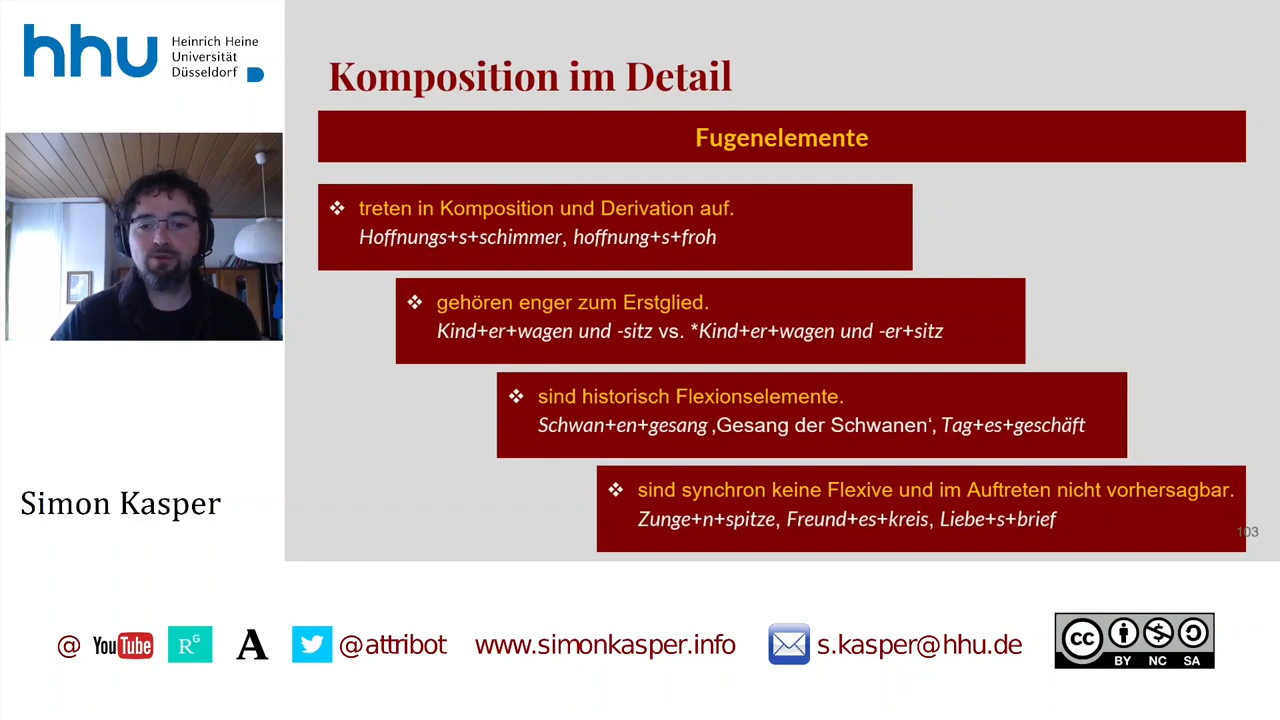 hhu Heinrich Heine
Universität
Düsseldorf
Komposition im Detail
Fugenelemente
❖ treten in Komposition und Derivation auf.
Hoffnungs+s+schimmer, hoffnung+s+froh
❖ gehören enger zum Erstglied.
Kind+er+wagen und -sitz vs. *Kind+er+wagen und -er+sitz
❖ sind historisch Flexionselemente.
Schwan+en+gesang ‚Gesang der Schwanen‘, Tag+es+geschäft
❖ sind synchron keine Flexive und im Auftreten nicht vorhersagbar.
Zunge+n+spitze, Freund+es+kreis, Liebe+s+brief
103
Simon Kasper
@ YouTube RG A @attribot www.simonkasper.info s.kasper@hhu.de
cc BY NC SA